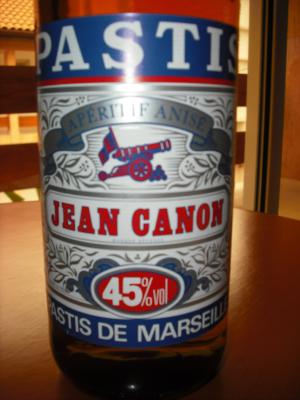 PASTIS
APÉRITIF ANISÉ
JEAN CANON
45%vol
PASTIS DE MARSEILLE